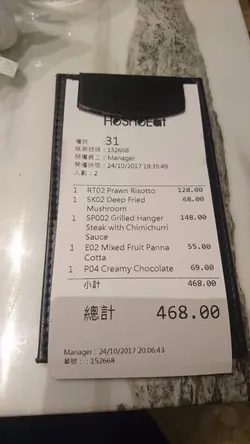 檯號 31
帳單號碼 : 152668
開檯員工 : Manager
開檯時間 : 24/10/2017 19:35:49
人數 : 2
1 RT02 Prawn Risotto 128.00
1 SK02 Deep Fried 68.00
Mushroom
1 SP002 Grilled Hanger 148.00
Steak with Chimichurri
Sauce
1 E02 Mixed Fruit Panna 55.00
Cotta
1 P04 Creamy Chocolate 69.00
小計 468.00
總計 468.00
Manager : 24/10/2017 20:06:43
單號 : : 152668